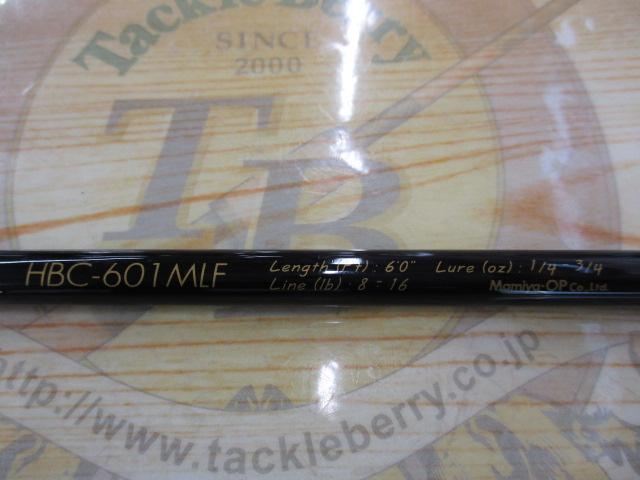 TackleBerry
SINCE
2000
TB
HBC-601MLF
Length (Ft) : 6'0" Lure (oz) : 1/4 - 3/4
Line (lb) : 8 - 16 Mamiya-OP Co., Ltd.
http://www.tackleberry.co.jp